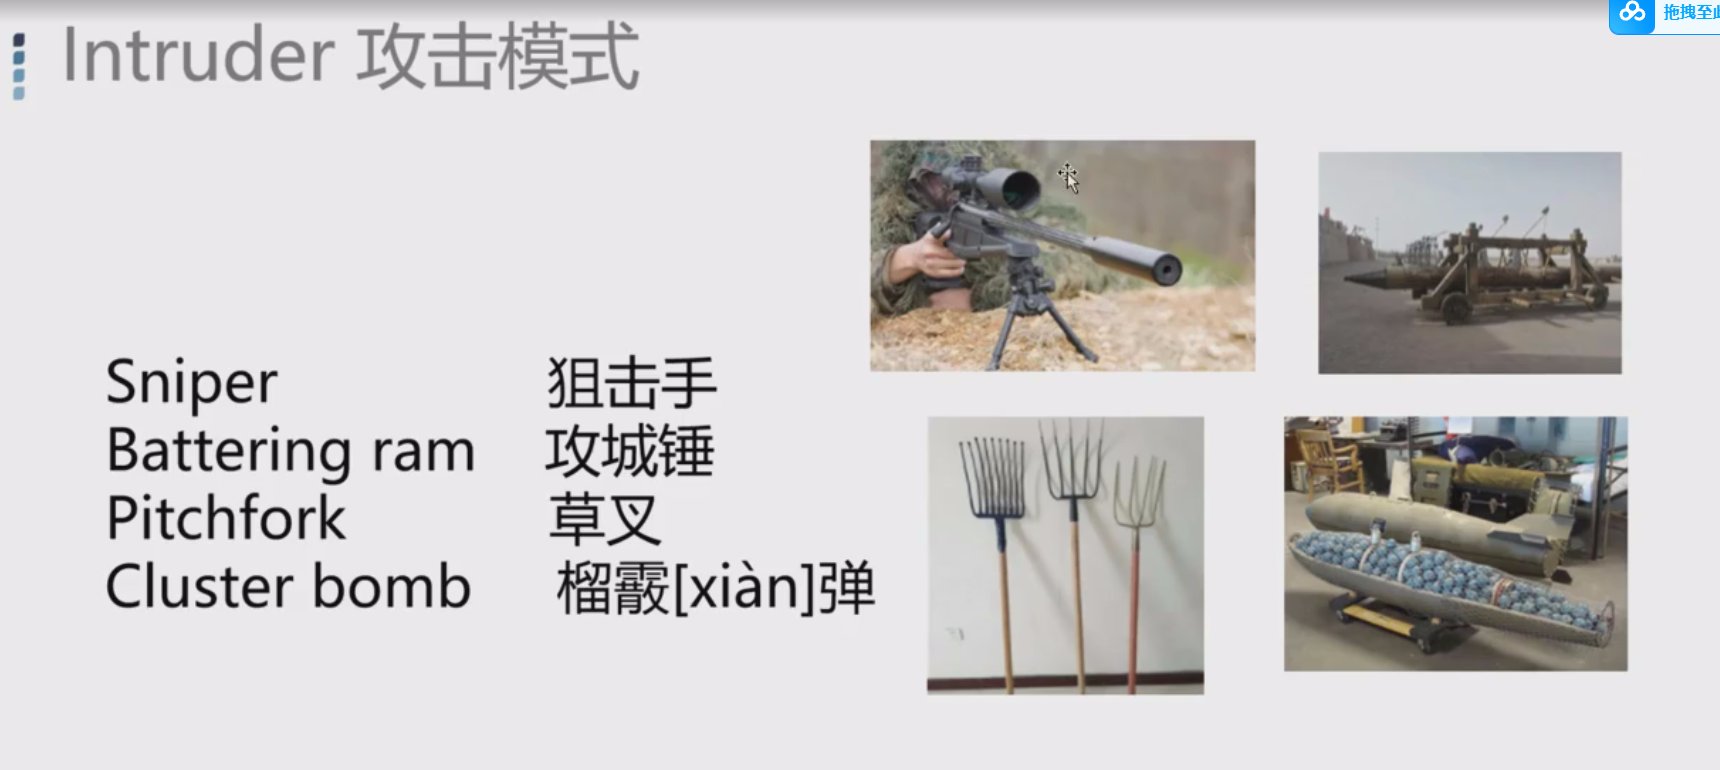 Intruder 攻击模式
拖拽至
Sniper 狙击手
Battering ram 攻城锤
Pitchfork 草叉
Cluster bomb 榴霰[xiàn]弹